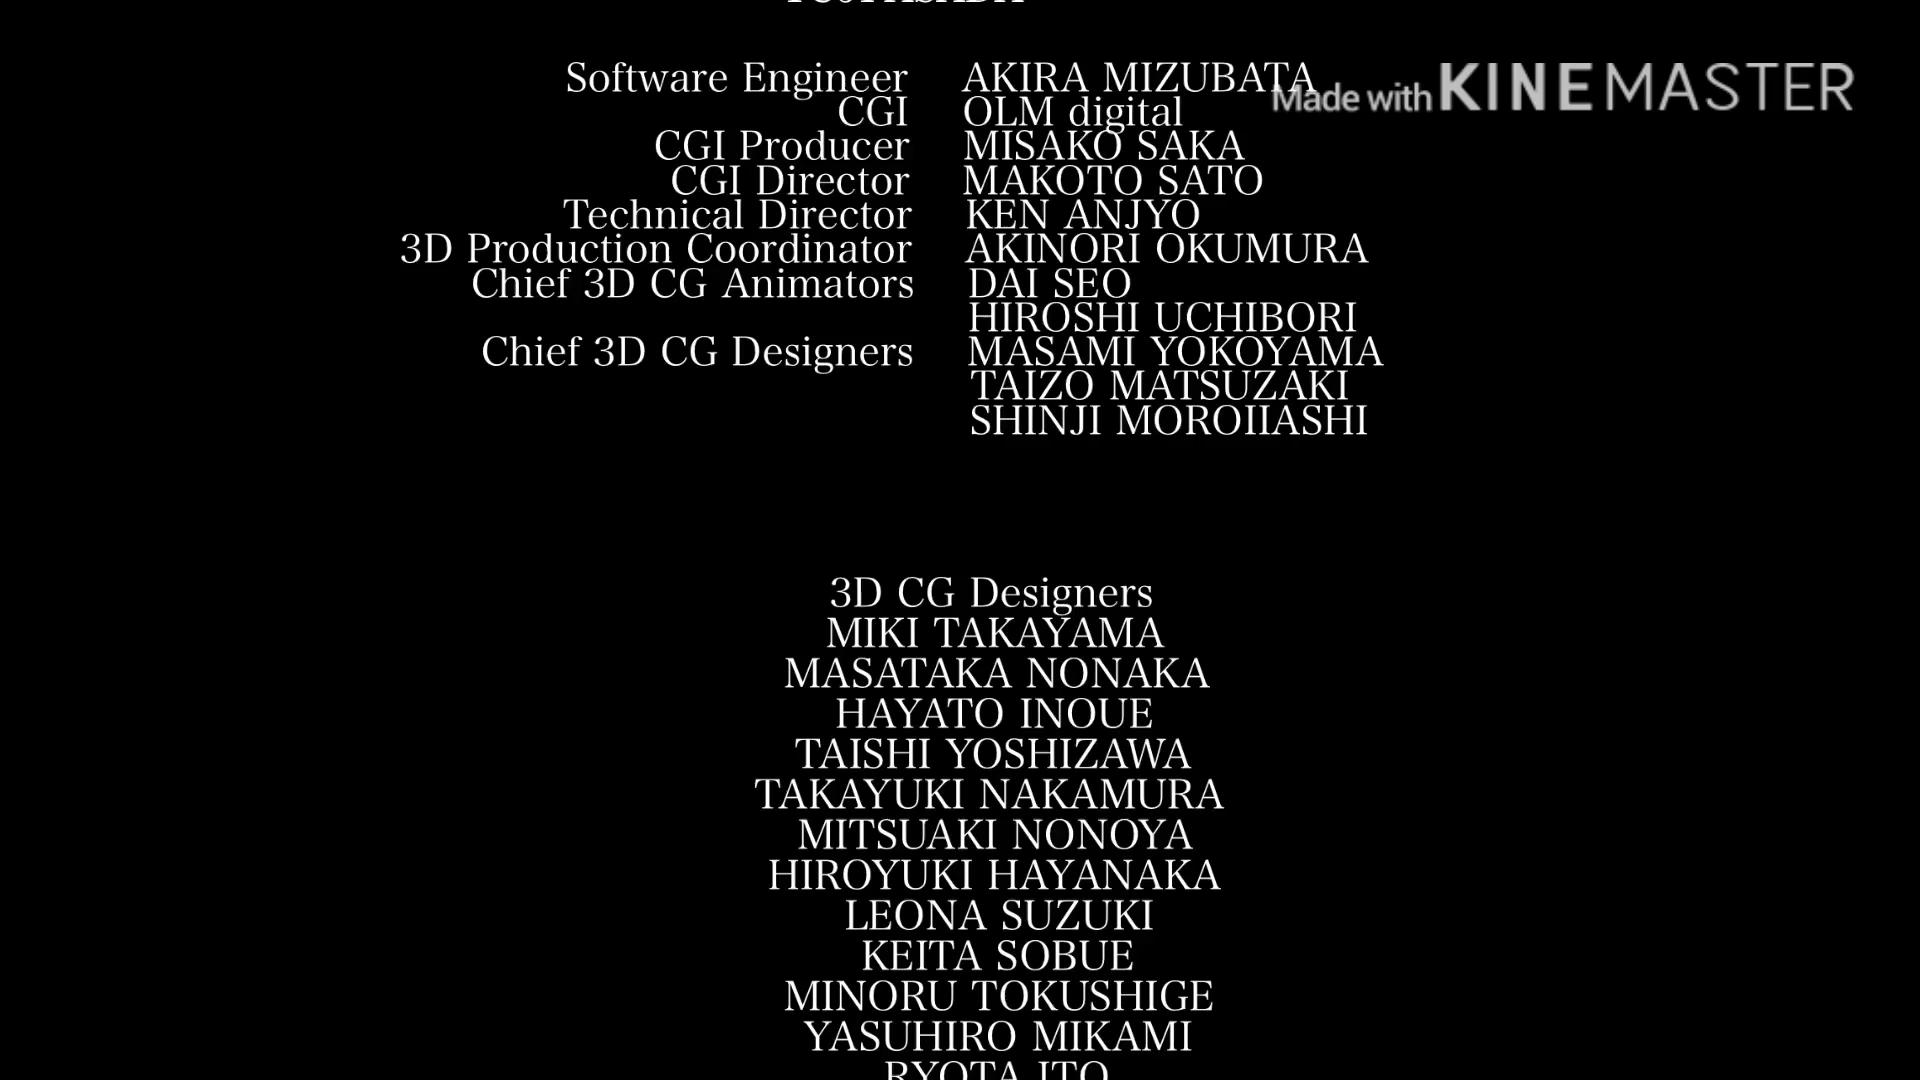 Software Engineer AKIRA MIZUBATA
Made with KINEMASTER
CGI OLM digital
CGI Producer MISAKO SAKA
CGI Director MAKOTO SATO
Technical Director KEN ANJYO
3D Production Coordinator AKINORI OKUMURA
Chief 3D CG Animators DAI SEO
HIROSHI UCHIBORI
Chief 3D CG Designers MASAMI YOKOYAMA
TAIZO MATSUZAKI
SHINJI MOROIIASHI
3D CG Designers
MIKI TAKAYAMA
MASATAKA NONAKA
HAYATO INOUE
TAISHI YOSHIZAWA
TAKAYUKI NAKAMURA
MITSUAKI NONOYA
HIROYUKI HAYANAKA
LEONA SUZUKI
KEITA SOBUE
MINORU TOKUSHIGE
YASUHIRO MIKAMI
RYOTA ITO